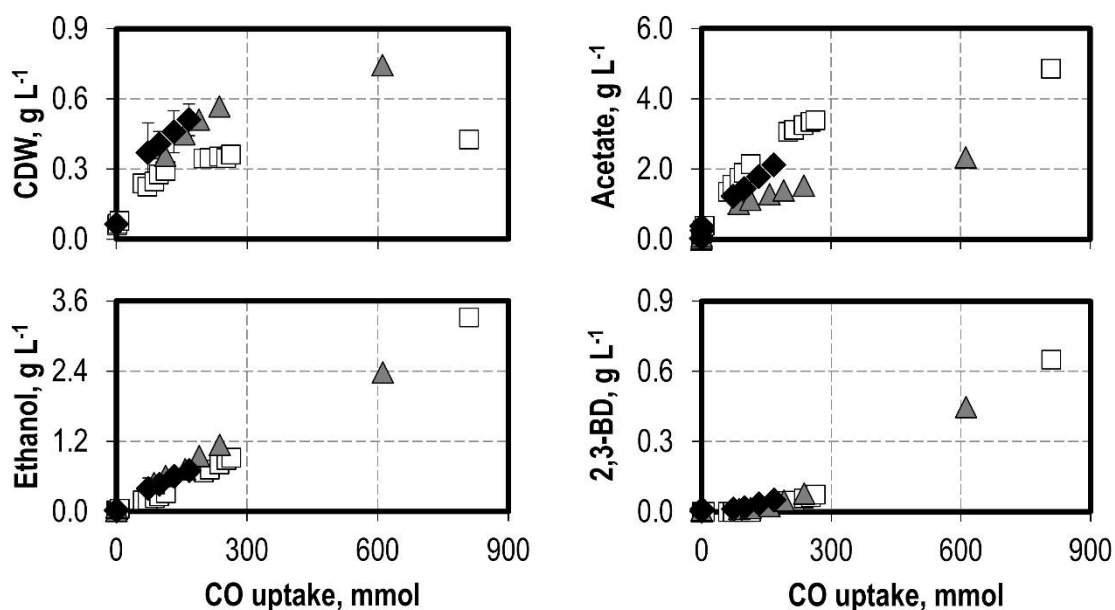 CDW, g L⁻¹
0.9
0.6
0.3
0.0
Acetate, g L⁻¹
6.0
4.0
2.0
0.0
Ethanol, g L⁻¹
3.6
2.4
1.2
0.0
0 300 600 900
CO uptake, mmol
2,3-BD, g L⁻¹
0.9
0.6
0.3
0.0
0 300 600 900
CO uptake, mmol